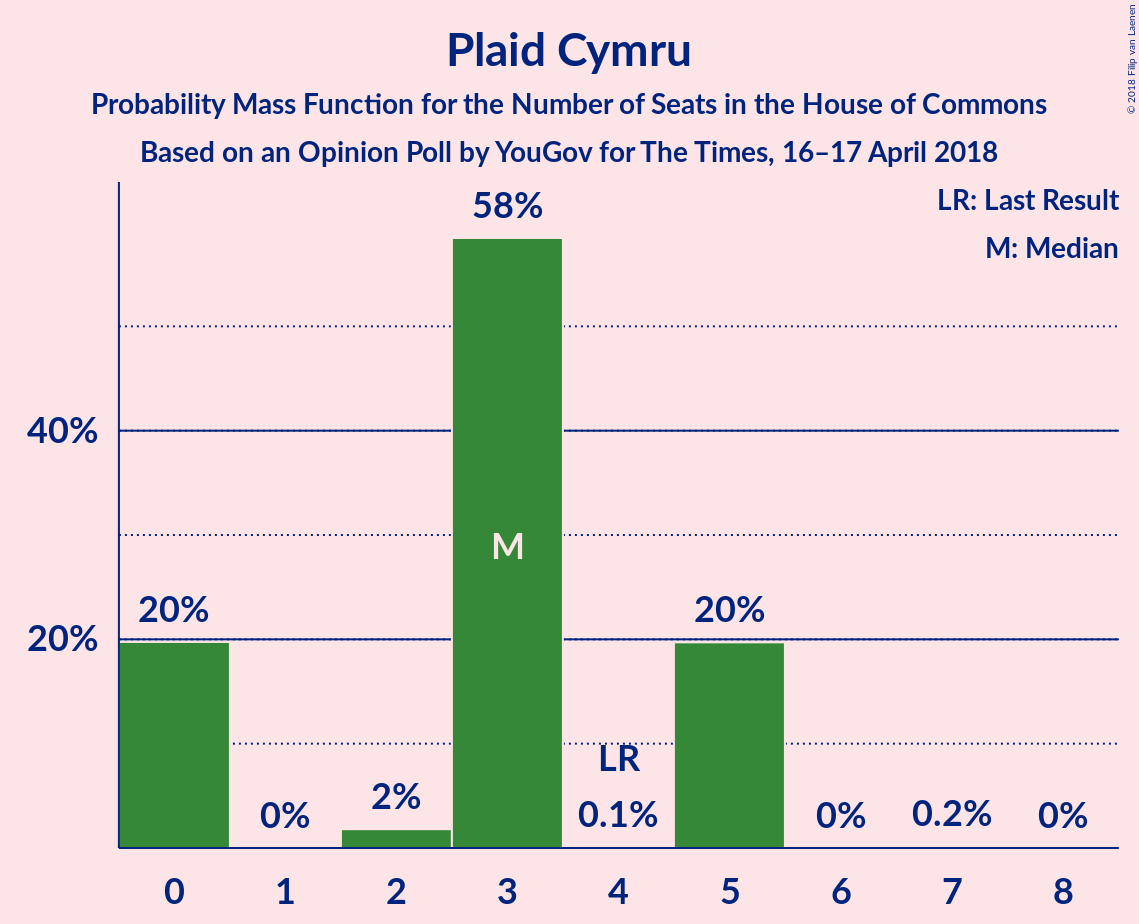 Plaid Cymru
Probability Mass Function for the Number of Seats in the House of Commons
Based on an Opinion Poll by YouGov for The Times, 16–17 April 2018
© 2018 Filip van Laenen
LR: Last Result
M: Median
58%
40%
M
20%
20%
20%
LR
2%
0%
0.1%
0%
0.2%
0%
0 1 2 3 4 5 6 7 8